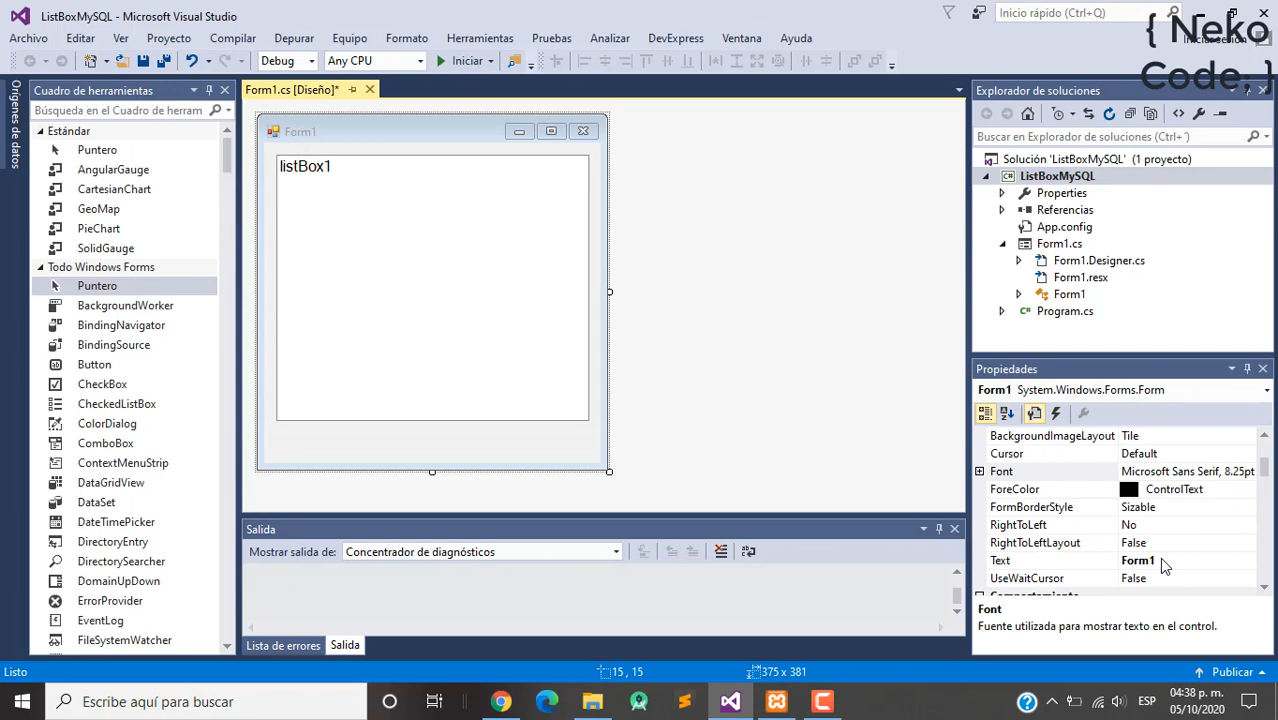 ListBoxMySQL - Microsoft Visual Studio
Inicio rápido (Ctrl+Q)
{ Neko
Code; }
Archivo Editar Ver Proyecto Compilar Depurar Equipo Formato Herramientas Pruebas Analizar DevExpress Ventana Ayuda
Debug Any CPU Iniciar
Orígenes de datos
Cuadro de herramientas
Búsqueda en el Cuadro de herram
Estándar
Puntero
AngularGauge
CartesianChart
GeoMap
PieChart
SolidGauge
Todo Windows Forms
Puntero
BackgroundWorker
BindingNavigator
BindingSource
Button
CheckBox
CheckedListBox
ColorDialog
ComboBox
ContextMenuStrip
DataGridView
DataSet
DateTimePicker
DirectoryEntry
DirectorySearcher
DomainUpDown
ErrorProvider
EventLog
FileSystemWatcher
Form1.cs [Diseño]*
Form1
listBox1
Salida
Mostrar salida de: Concentrador de diagnósticos
Lista de errores Salida
Explorador de soluciones
Buscar en Explorador de soluciones (Ctrl+´)
Solución 'ListBoxMySQL' (1 proyecto)
ListBoxMySQL
Properties
Referencias
App.config
Form1.cs
Form1.Designer.cs
Form1.resx
Form1
Program.cs
Propiedades
Form1 System.Windows.Forms.Form
BackgroundImageLayout Tile
Cursor Default
Font Microsoft Sans Serif, 8.25pt
ForeColor ControlText
FormBorderStyle Sizable
RightToLeft No
RightToLeftLayout False
Text Form1
UseWaitCursor False
Font
Fuente utilizada para mostrar texto en el control.
Listo 15 , 15 375 x 381 Publicar
Escribe aquí para buscar
ESP
04:38 p. m.
05/10/2020